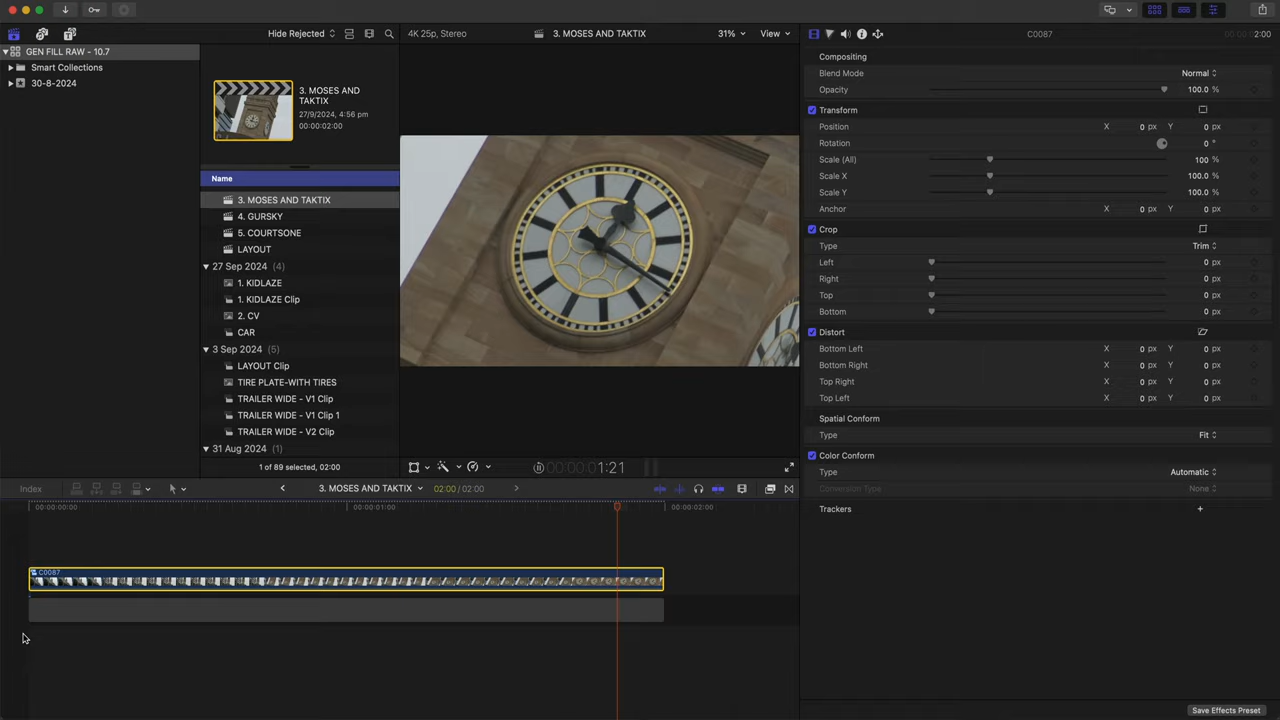 Hide Rejected
4K 25p, Stereo
3. MOSES AND TAKTIX
31%
View
C0087
2:00
GEN FILL RAW - 10.7
Smart Collections
30-8-2024
3. MOSES AND
TAKTIX
27/9/2024, 4:56 pm
00:00:02:00
Name
3. MOSES AND TAKTIX
4. GURSKY
5. COURTSONE
LAYOUT
27 Sep 2024 (4)
1. KIDLAZE
1. KIDLAZE Clip
2. CV
CAR
3 Sep 2024 (5)
LAYOUT Clip
TIRE PLATE-WITH TIRES
TRAILER WIDE - V1 Clip
TRAILER WIDE - V1 Clip 1
TRAILER WIDE - V2 Clip
31 Aug 2024 (1)
1 of 89 selected, 02:00
00:00:00 1:21
Compositing
Blend Mode Normal
Opacity 100.0 %
Transform
Position X 0 px Y 0 px
Rotation 0 °
Scale (All) 100 %
Scale X 100.0 %
Scale Y 100.0 %
Anchor X 0 px Y 0 px
Crop
Type Trim
Left 0 px
Right 0 px
Top 0 px
Bottom 0 px
Distort
Bottom Left X 0 px Y 0 px
Bottom Right X 0 px Y 0 px
Top Right X 0 px Y 0 px
Top Left X 0 px Y 0 px
Spatial Conform
Type Fit
Color Conform
Type Automatic
Conversion Type None
Trackers
Index
3. MOSES AND TAKTIX
02:00 / 02:00
00:00:00:00
00:00:01:00
00:00:02:00
C0087
Save Effects Preset